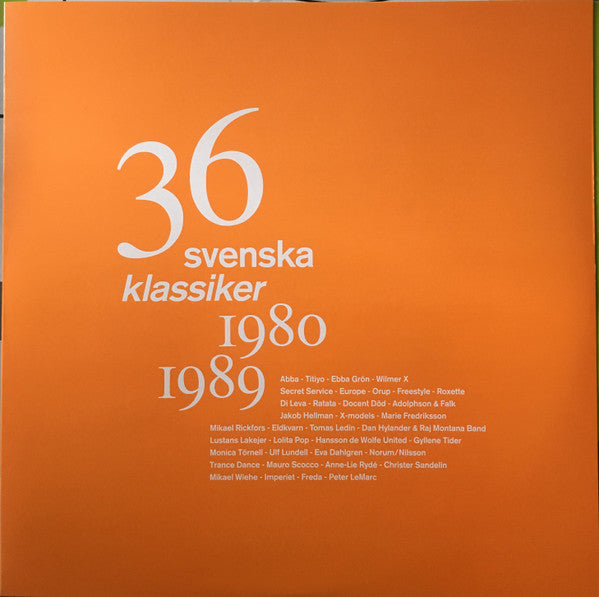 36
svenska
klassiker
1980
1989
Abba - Titiyo - Ebba Grön - Wilmer X
Secret Service - Europe - Orup - Freestyle - Roxette
Di Leva - Ratata - Docent Död - Adolphson & Falk
Jakob Hellman - X-models - Marie Fredriksson
Mikael Rickfors - Eldkvarn - Tomas Ledin - Dan Hylander & Raj Montana Band
Lustans Lakejer - Lolita Pop - Hansson de Wolfe United - Gyllene Tider
Monica Törnell - Ulf Lundell - Eva Dahlgren - Norum/Nilsson
Trance Dance - Mauro Scocco - Anne-Lie Rydé - Christer Sandelin
Mikael Wiehe - Imperiet - Freda - Peter LeMarc